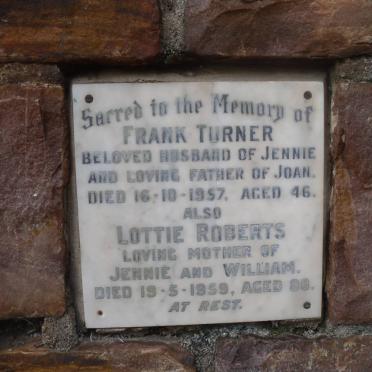 Sacred to the Memory of
FRANK TURNER
BELOVED HUSBAND OF JENNIE
AND LOVING FATHER OF JOAN.
DIED 16-10-1957, AGED 46.
ALSO
LOTTIE ROBERTS
LOVING MOTHER OF
JENNIE AND WILLIAM.
DIED 19-5-1959, AGED
AT REST.